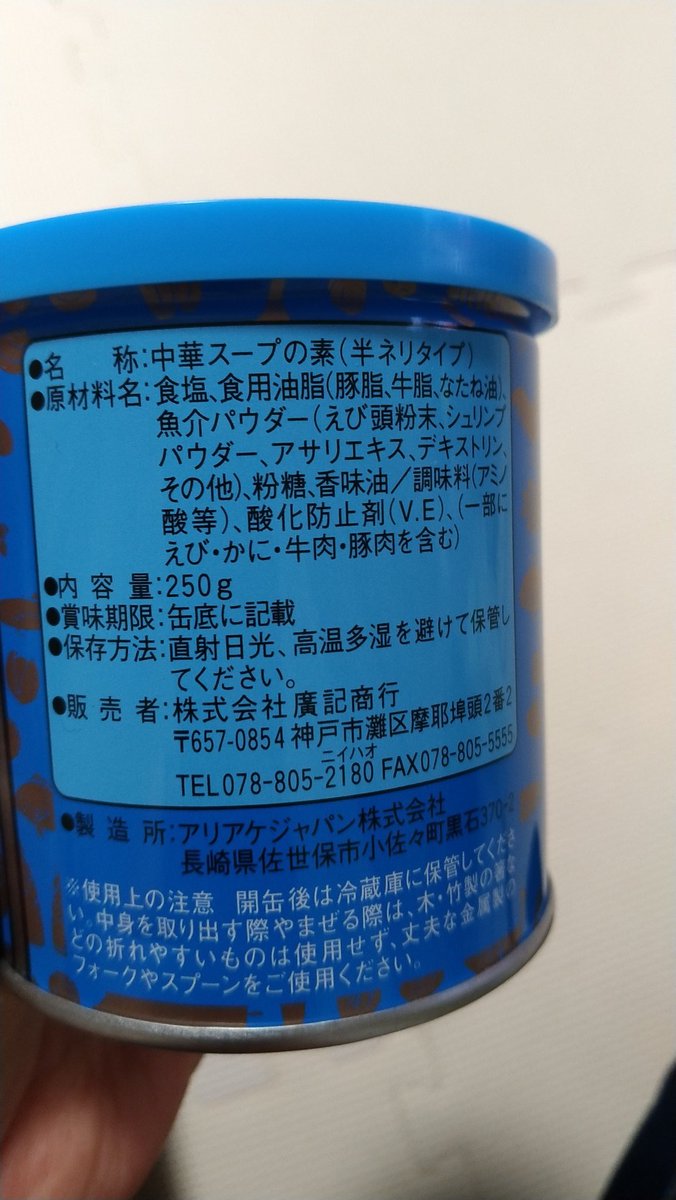 ●名　　称:中華スープの素(半ネリタイプ)
●原材料名:食塩、食用油脂(豚脂、牛脂、なたね油)、
魚介パウダー(えび頭粉末、シュリンプ
パウダー、アサリエキス、デキストリン、
その他)、粉糖、香味油/調味料(アミノ
酸等)、酸化防止剤(V.E)、(一部に
えび・かに・牛肉・豚肉を含む)
●内 容 量:250g
●賞味期限:缶底に記載
●保存方法:直射日光、高温多湿を避けて保管し
てください。
●販 売 者:株式会社廣記商行
〒657-0854 神戸市灘区摩耶埠頭2番2
ニイハオ
TEL078-805-2180 FAX078-805-5555
●製 造 所:アリアケジャパン株式会社
長崎県佐世保市小佐々町黒石370-2
※使用上の注意　開缶後は冷蔵庫に保管してくださ
い。中身を取り出す際やまぜる際は、木・竹製の箸な
どの折れやすいものは使用せず、丈夫な金属製の
フォークやスプーンをご使用ください。